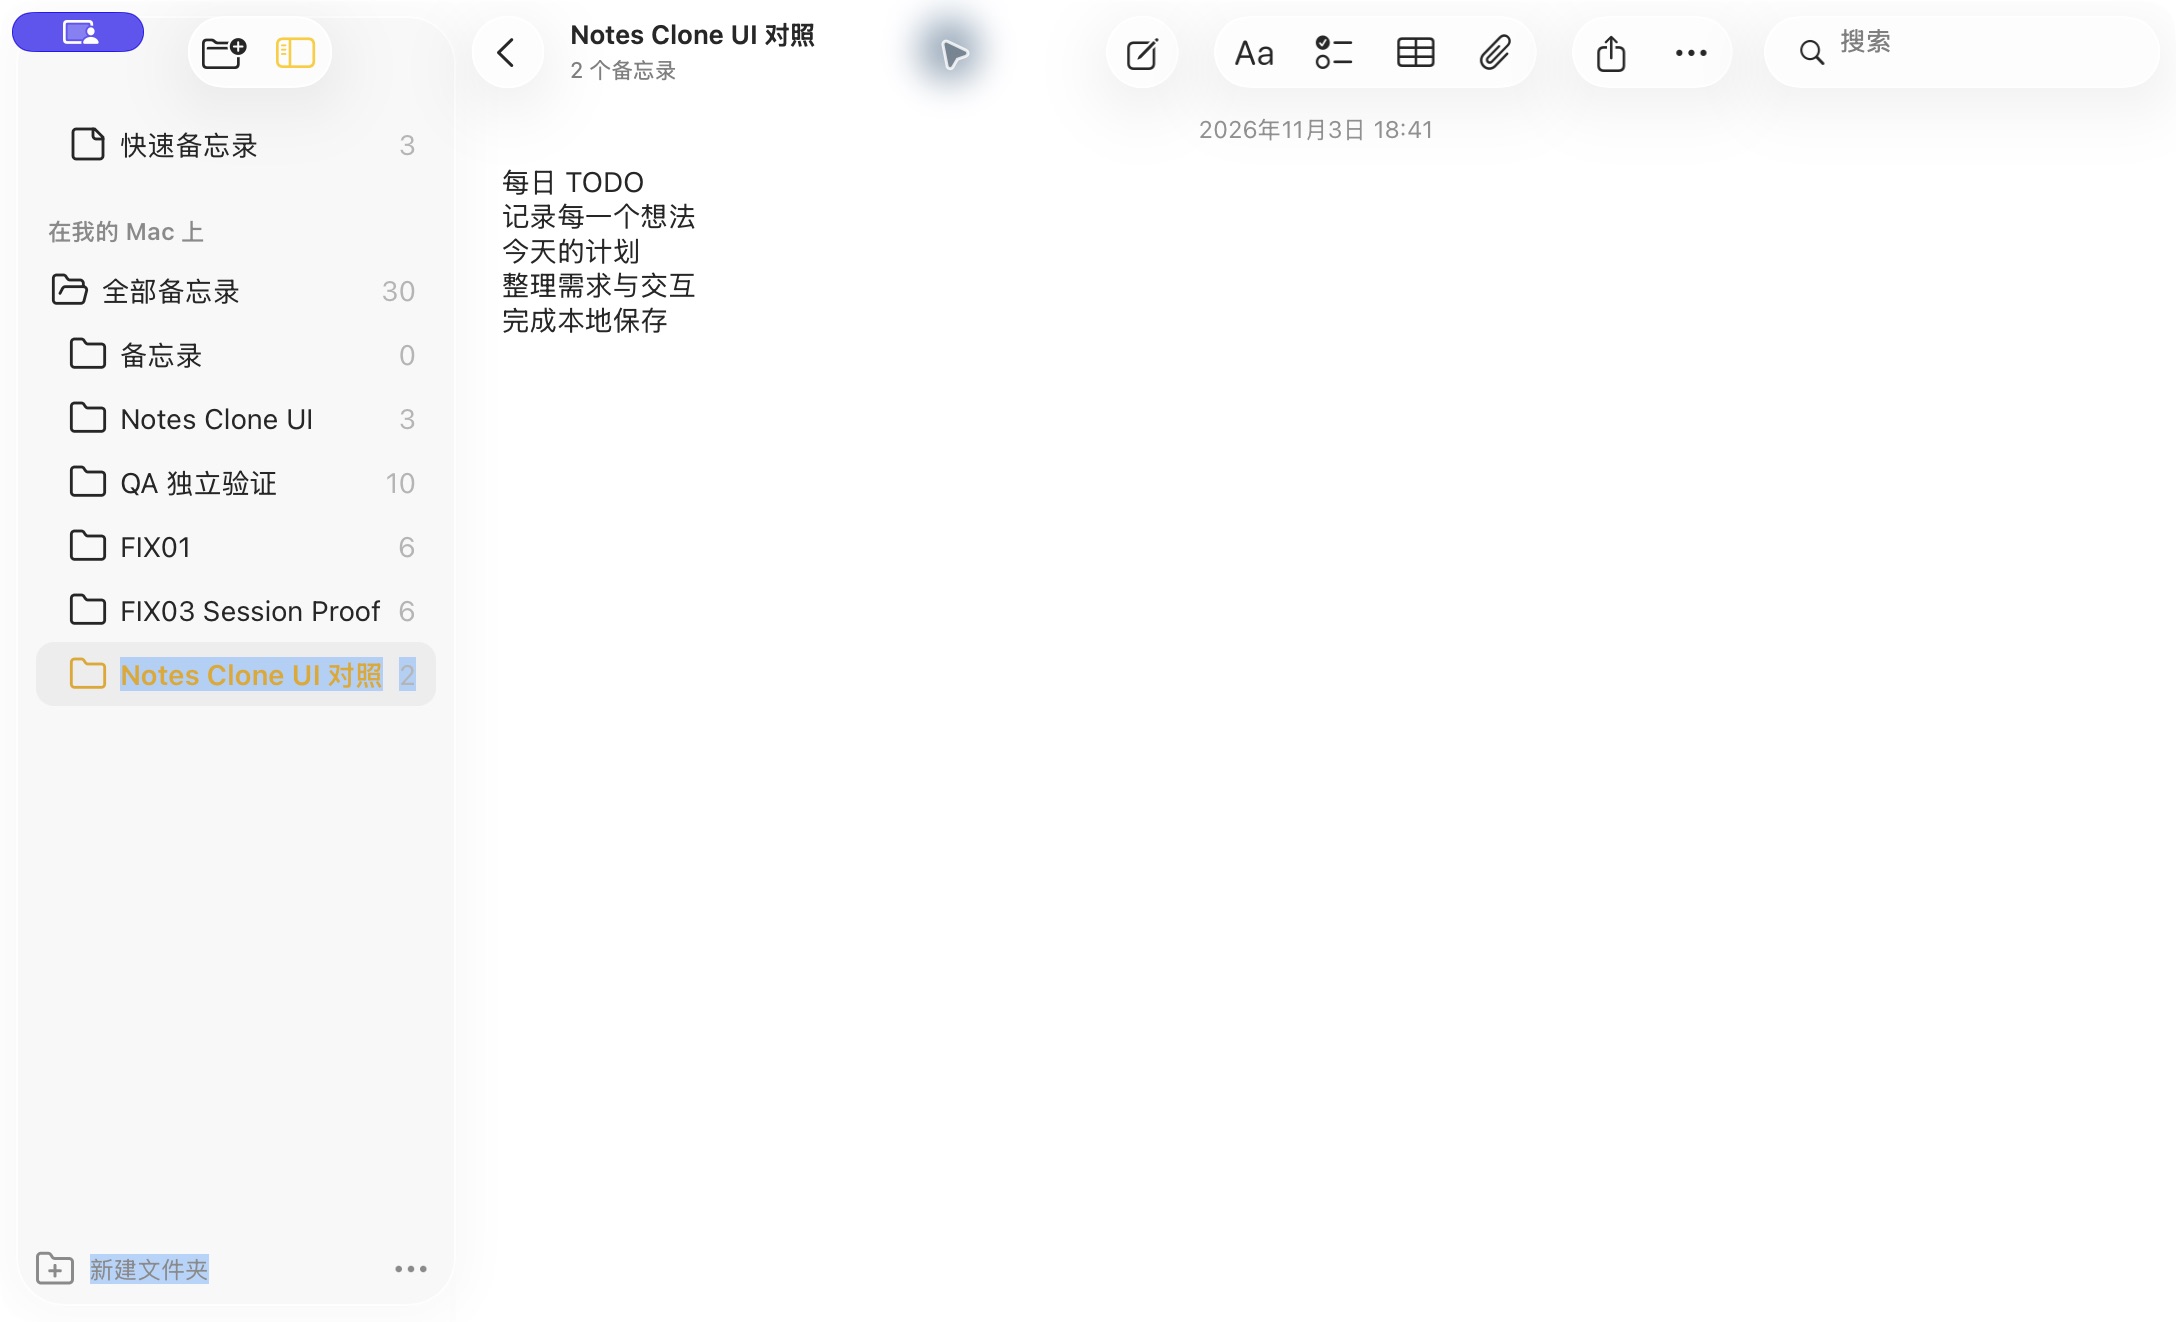 Notes Clone UI 对照
2 个备忘录
Aa
搜索
快速备忘录 3
在我的 Mac 上
全部备忘录 30
备忘录 0
Notes Clone UI 3
QA 独立验证 10
FIX01 6
FIX03 Session Proof 6
Notes Clone UI 对照 2
新建文件夹
2026年11月3日 18:41
每日 TODO
记录每一个想法
今天的计划
整理需求与交互
完成本地保存